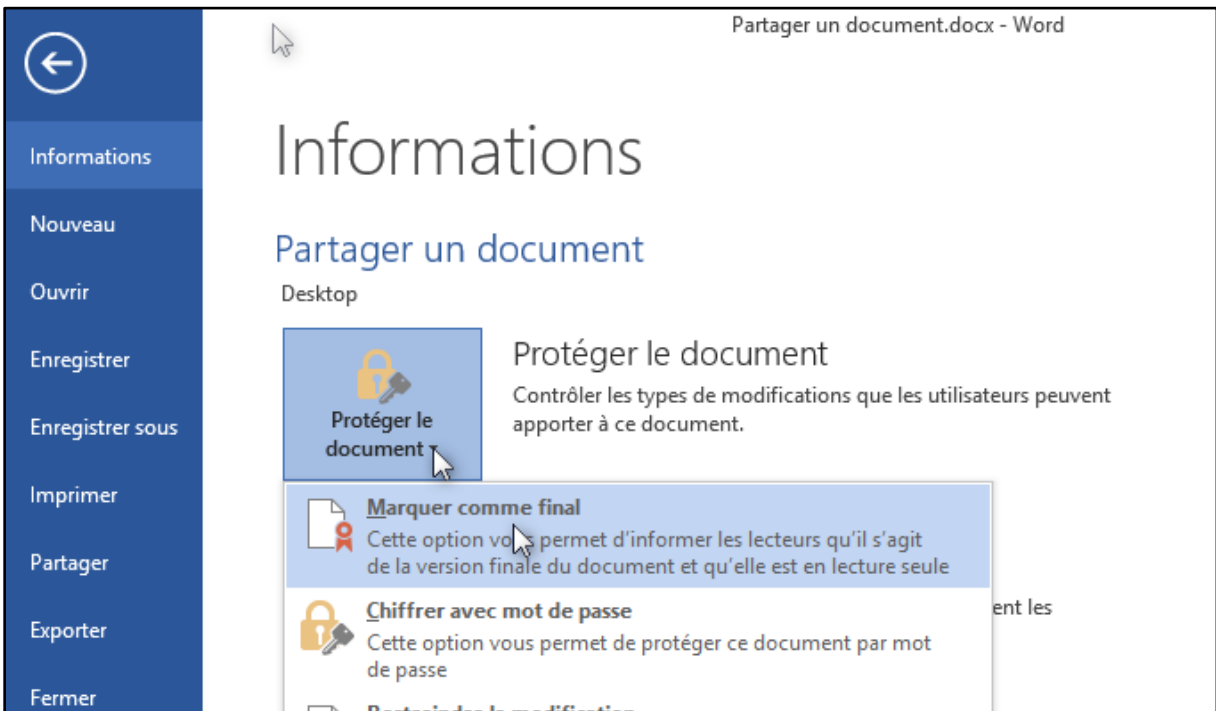 Partager un document.docx - Word
Informations
Nouveau
Ouvrir
Enregistrer
Enregistrer sous
Imprimer
Partager
Exporter
Fermer
Informations
Partager un document
Desktop
Protéger le
document
Protéger le document
Contrôler les types de modifications que les utilisateurs peuvent
apporter à ce document.
Marquer comme final
Cette option vous permet d'informer les lecteurs qu'il s'agit
de la version finale du document et qu'elle est en lecture seule
Chiffrer avec mot de passe
Cette option vous permet de protéger ce document par mot
de passe
ent les
la modification